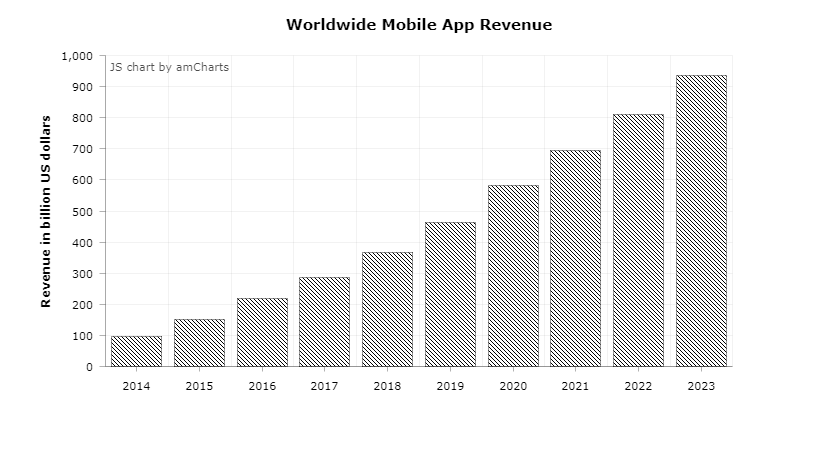 Worldwide Mobile App Revenue
JS chart by amCharts
Revenue in billion US dollars
1,000
900
800
700
600
500
400
300
200
100
0
2014 2015 2016 2017 2018 2019 2020 2021 2022 2023